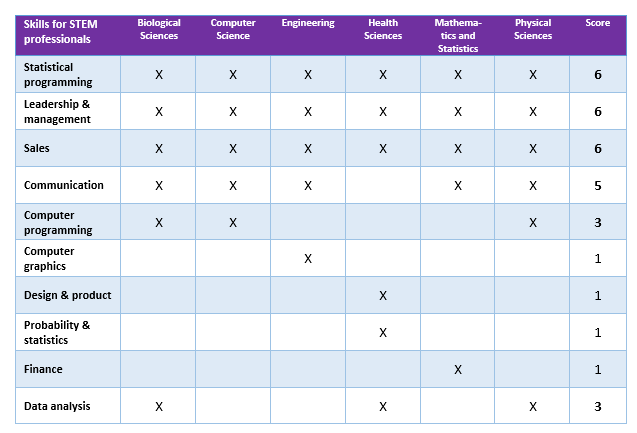 Skills for STEM professionals Biological Sciences Computer Science Engineering Health Sciences Mathema-tics and Statistics Physical Sciences Score
Statistical programming X X X X X X 6
Leadership & management X X X X X X 6
Sales X X X X X X 6
Communication X X X X X 5
Computer programming X X X 3
Computer graphics X 1
Design & product X 1
Probability & statistics X 1
Finance X 1
Data analysis X X X 3